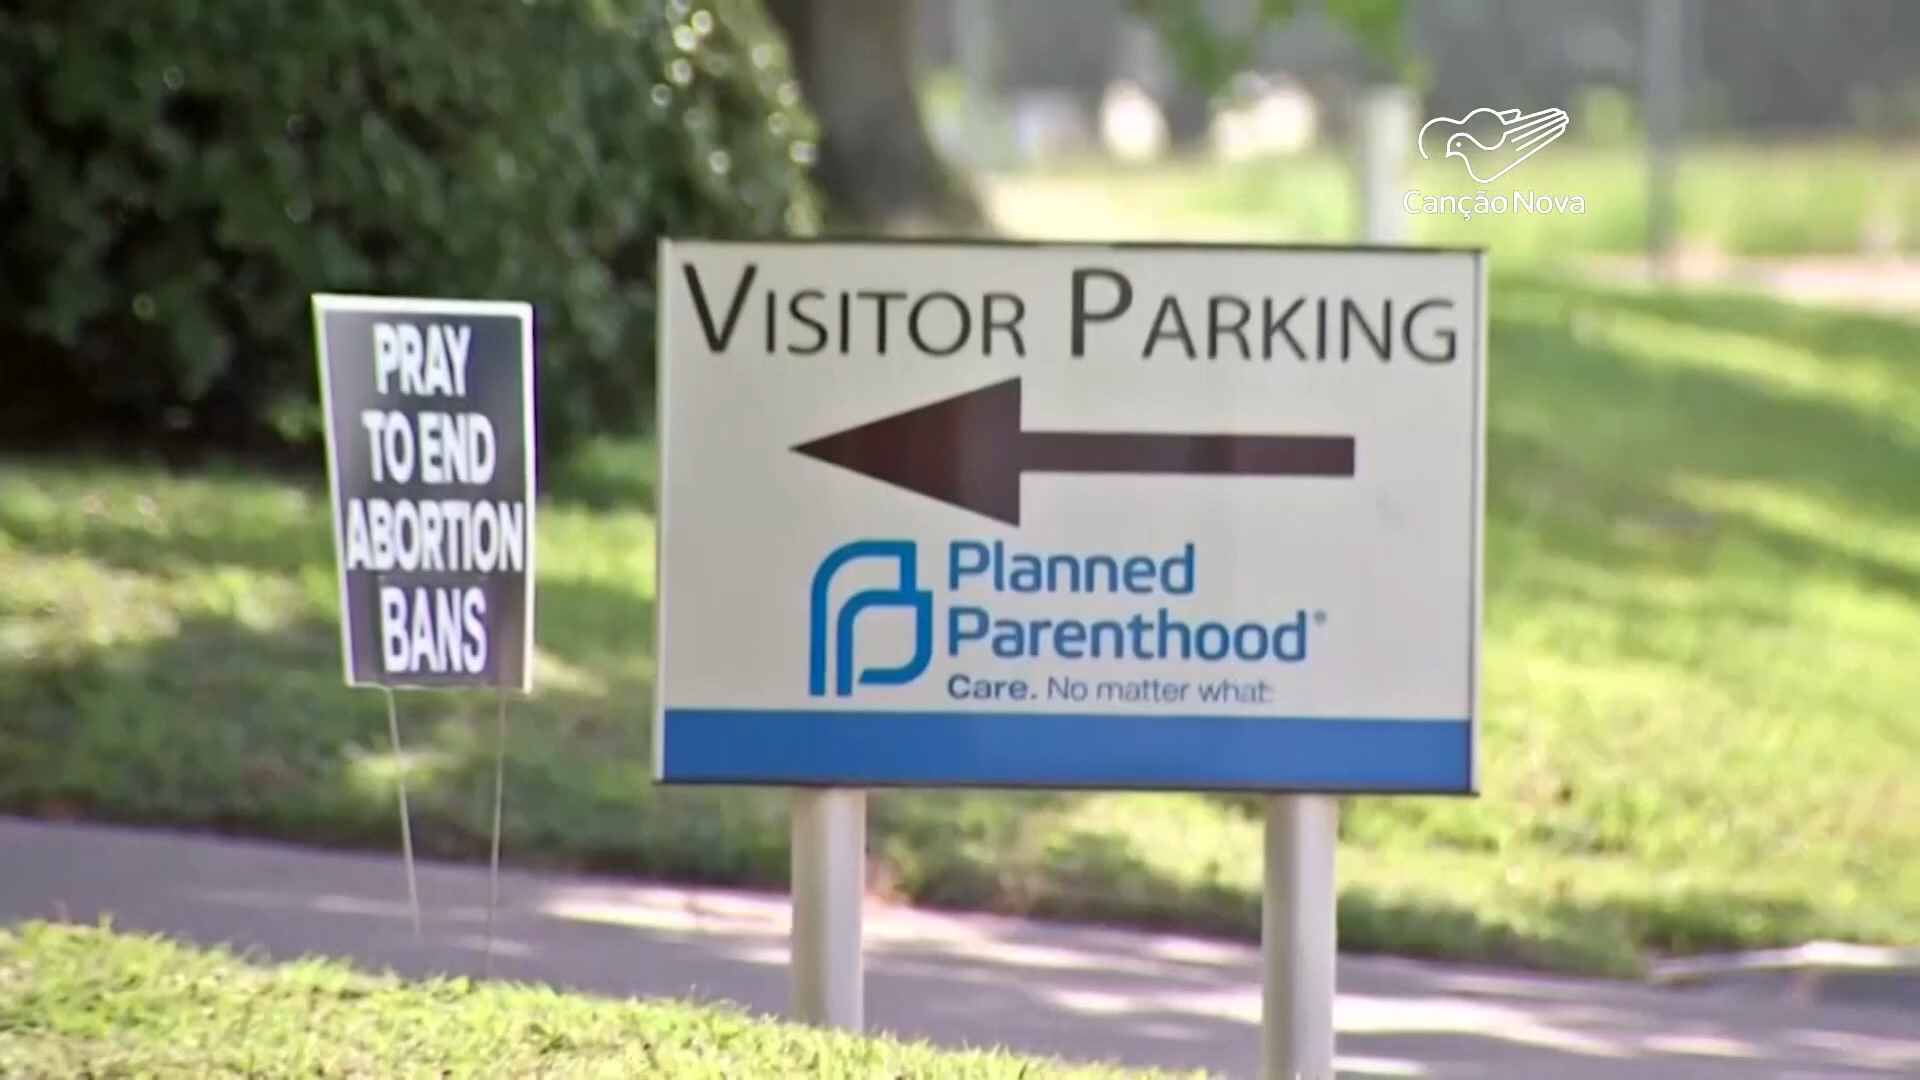 Canção Nova
PRAY
TO END
ABORTION
BANS
VISITOR PARKING
Planned
Parenthood®
Care. No matter what.